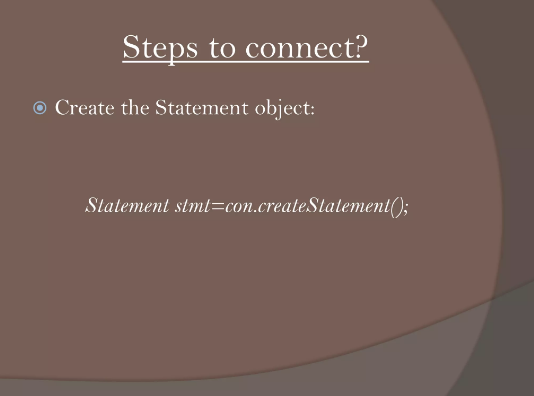 Steps to connect?
Create the Statement object:
Statement stmt=con.createStatement();